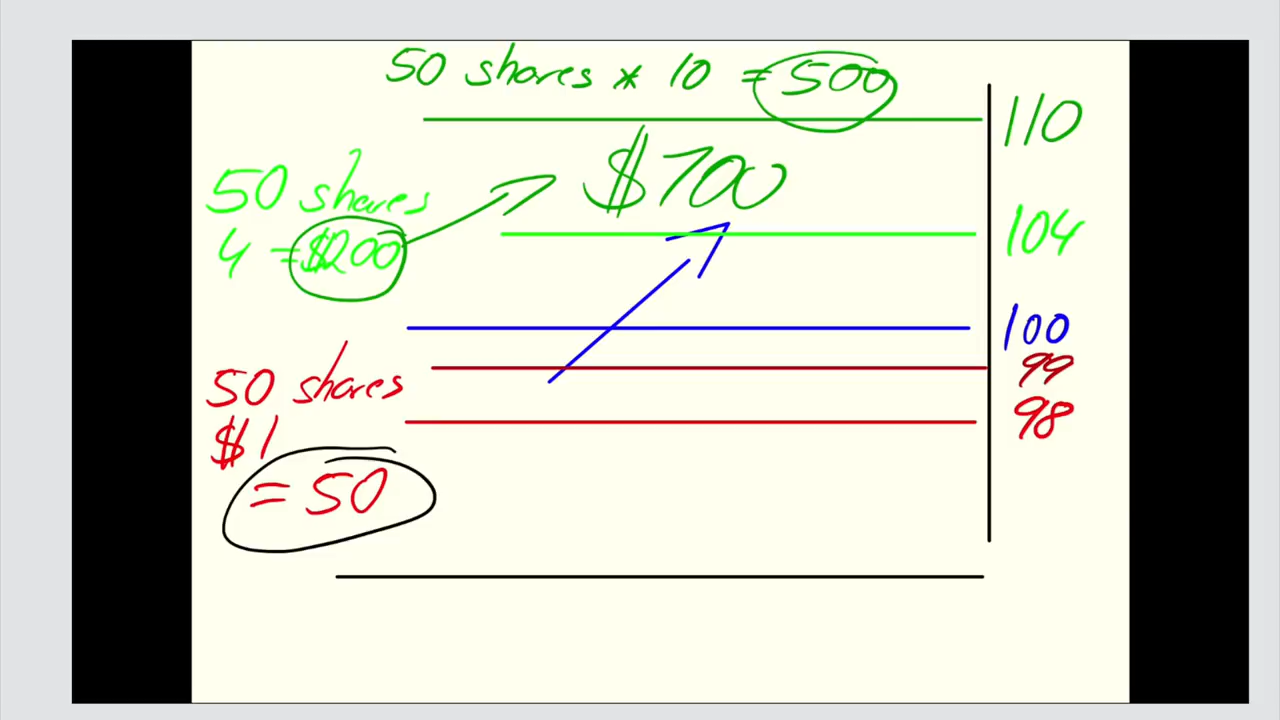 50 shares * 10 = 500
110
$700
50 shares
4 = $200
104
100
99
50 shares
98
$1
= 50